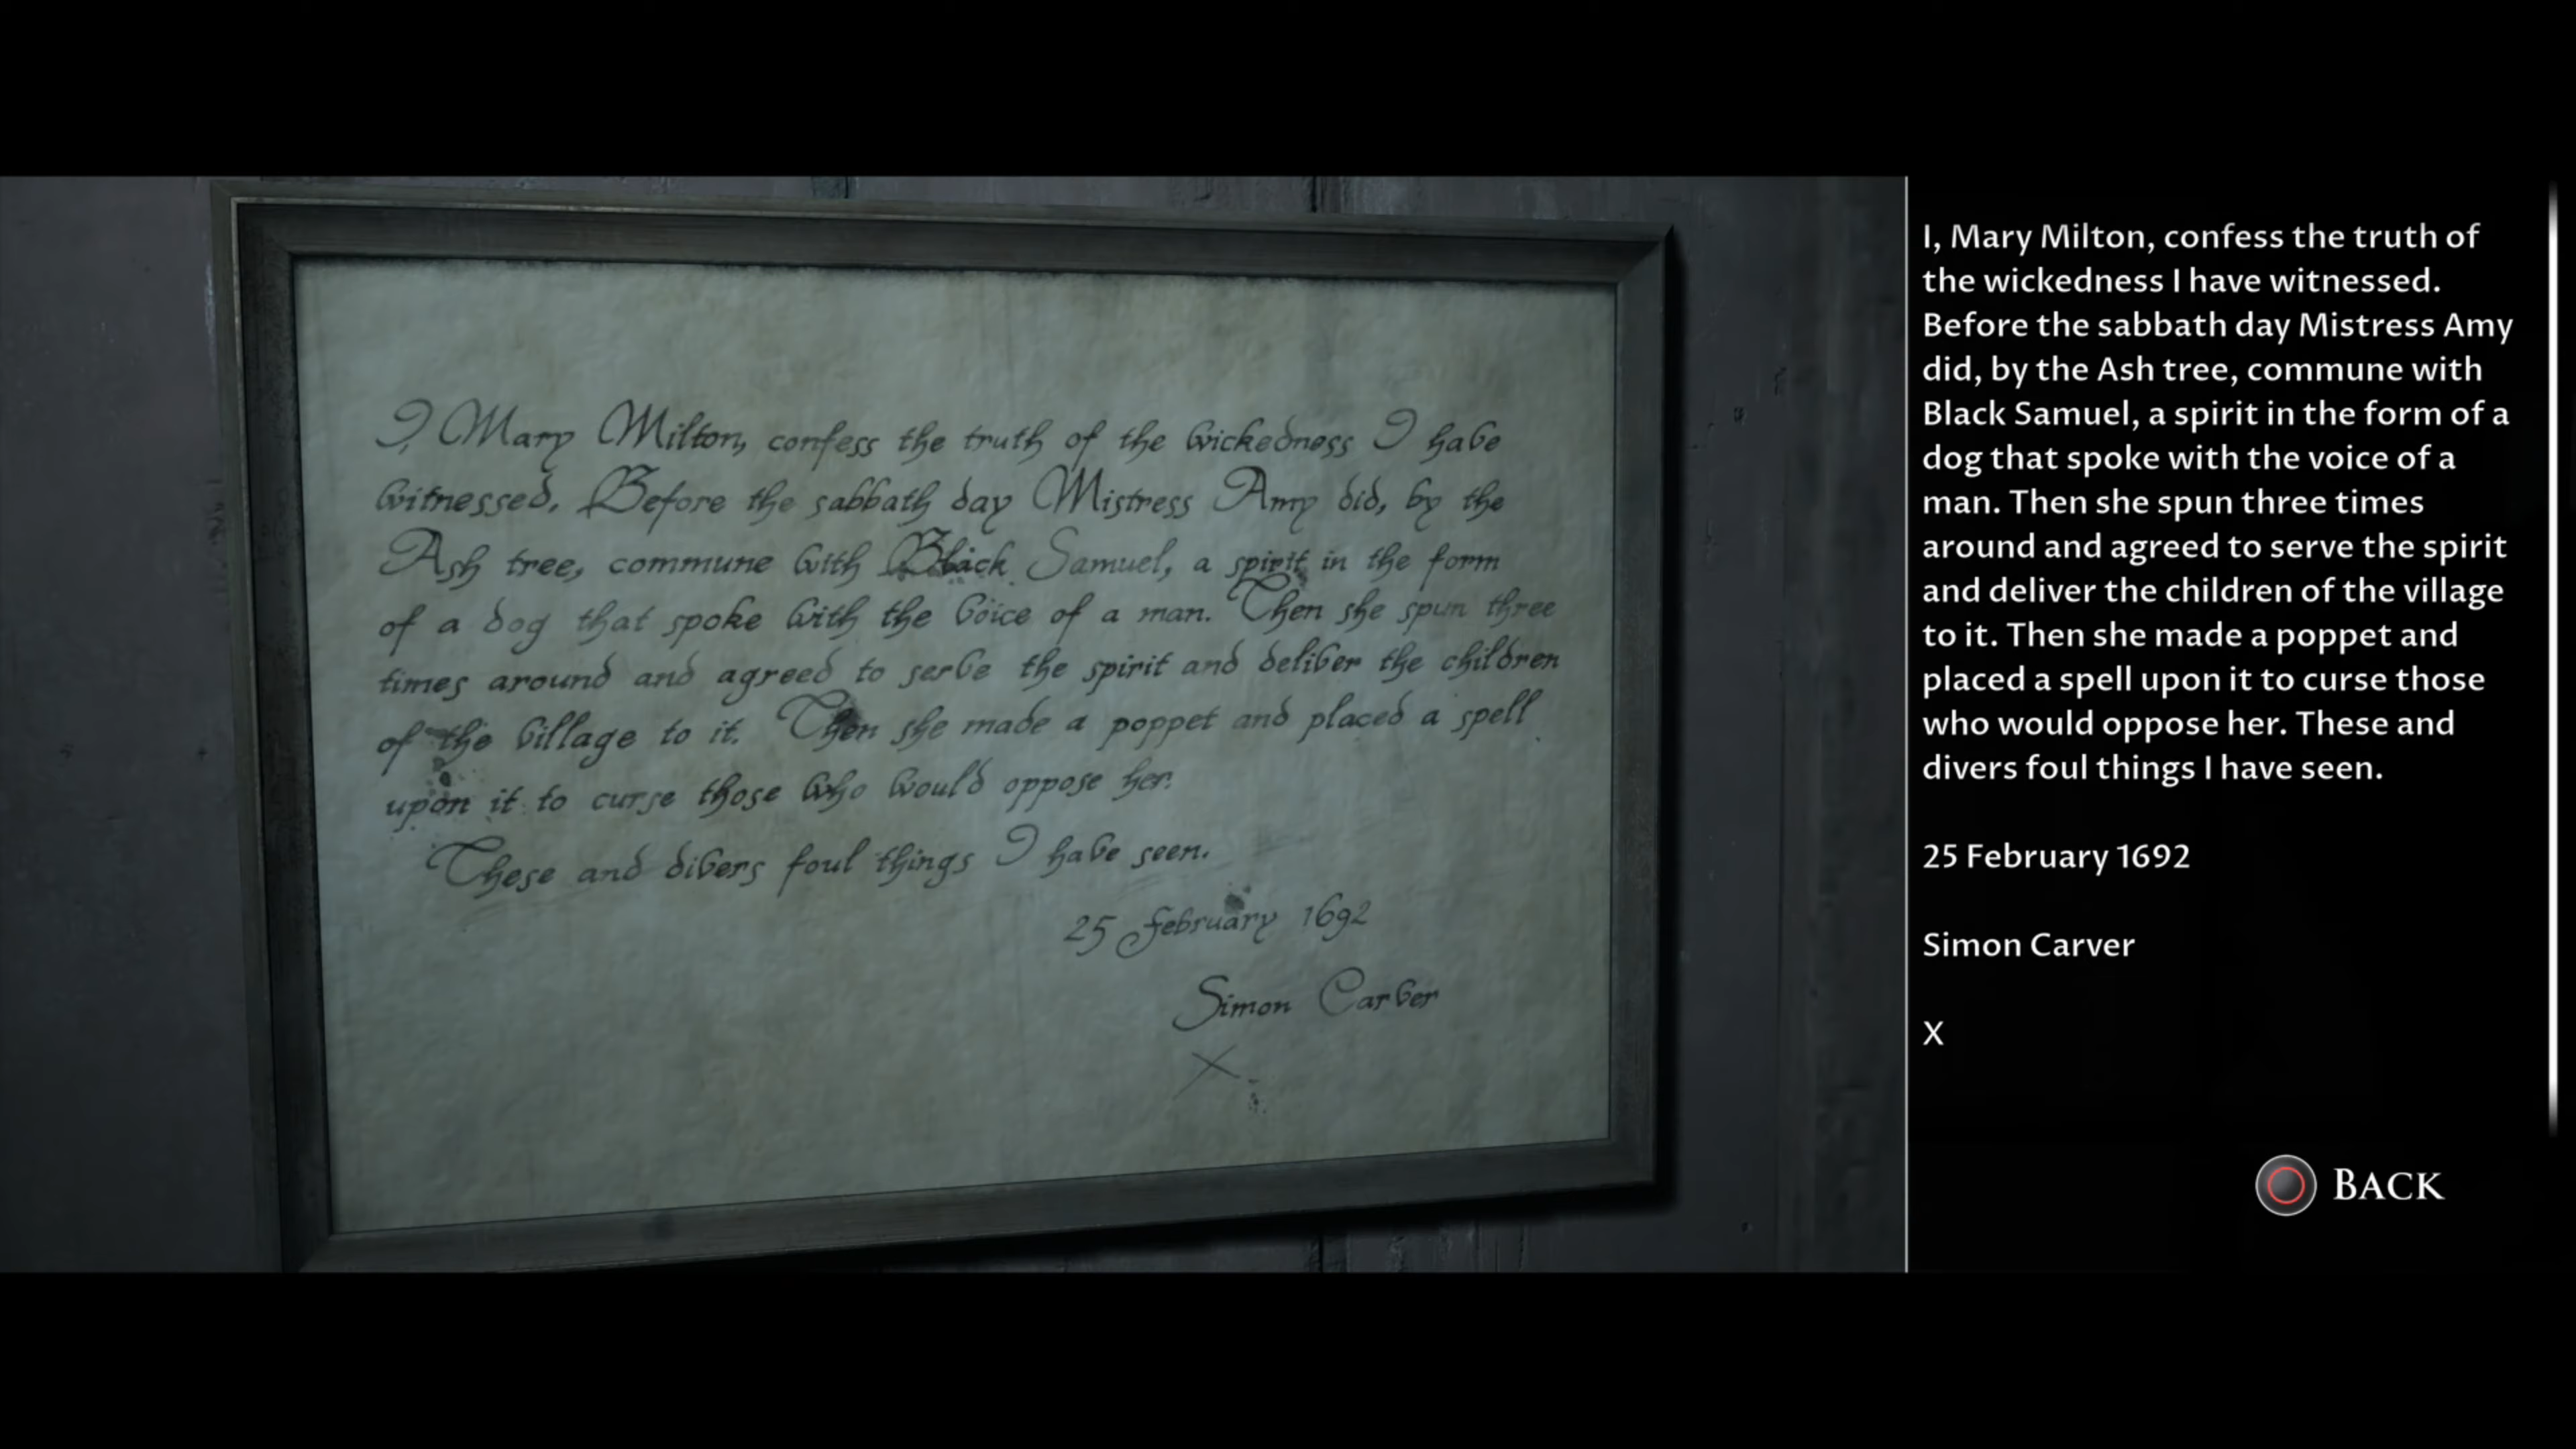 I, Mary Milton, confess the truth of the wickedness I have
witnessed. Before the sabbath day Mistress Amy did, by the
Ash tree, commune with Black Samuel, a spirit in the form
of a dog that spoke with the voice of a man. Then she spun three
times around and agreed to serve the spirit and deliver the children
of the village to it. Then she made a poppet and placed a spell
upon it to curse those who would oppose her.
These and divers foul things I have seen.
25 February 1692
Simon Carver
X
I, Mary Milton, confess the truth of
the wickedness I have witnessed.
Before the sabbath day Mistress Amy
did, by the Ash tree, commune with
Black Samuel, a spirit in the form of a
dog that spoke with the voice of a
man. Then she spun three times
around and agreed to serve the spirit
and deliver the children of the village
to it. Then she made a poppet and
placed a spell upon it to curse those
who would oppose her. These and
divers foul things I have seen.
25 February 1692
Simon Carver
X
BACK